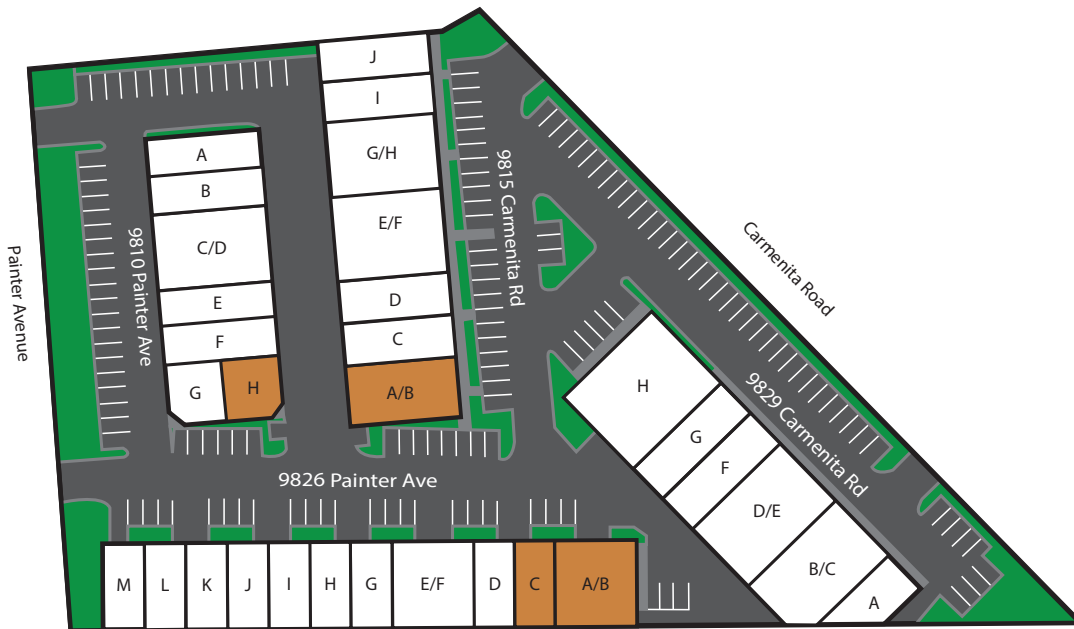 Painter Avenue
9810 Painter Ave
A
B
C/D
E
F
G
H
J
I
G/H
E/F
D
C
A/B
9815 Carmenita Rd
Carmenita Road
9829 Carmenita Rd
H
G
F
D/E
B/C
A
9826 Painter Ave
M
L
K
J
I
H
G
E/F
D
C
A/B